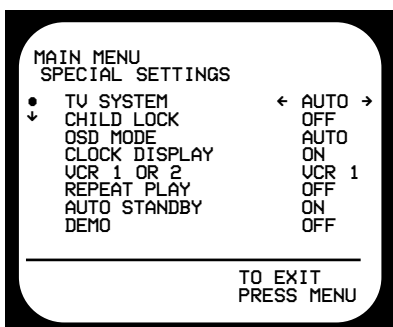 MAIN MENU
SPECIAL SETTINGS
● TV SYSTEM ← AUTO →
↓ CHILD LOCK OFF
OSD MODE AUTO
CLOCK DISPLAY ON
VCR 1 OR 2 VCR 1
REPEAT PLAY OFF
AUTO STANDBY ON
DEMO OFF
TO EXIT
PRESS MENU